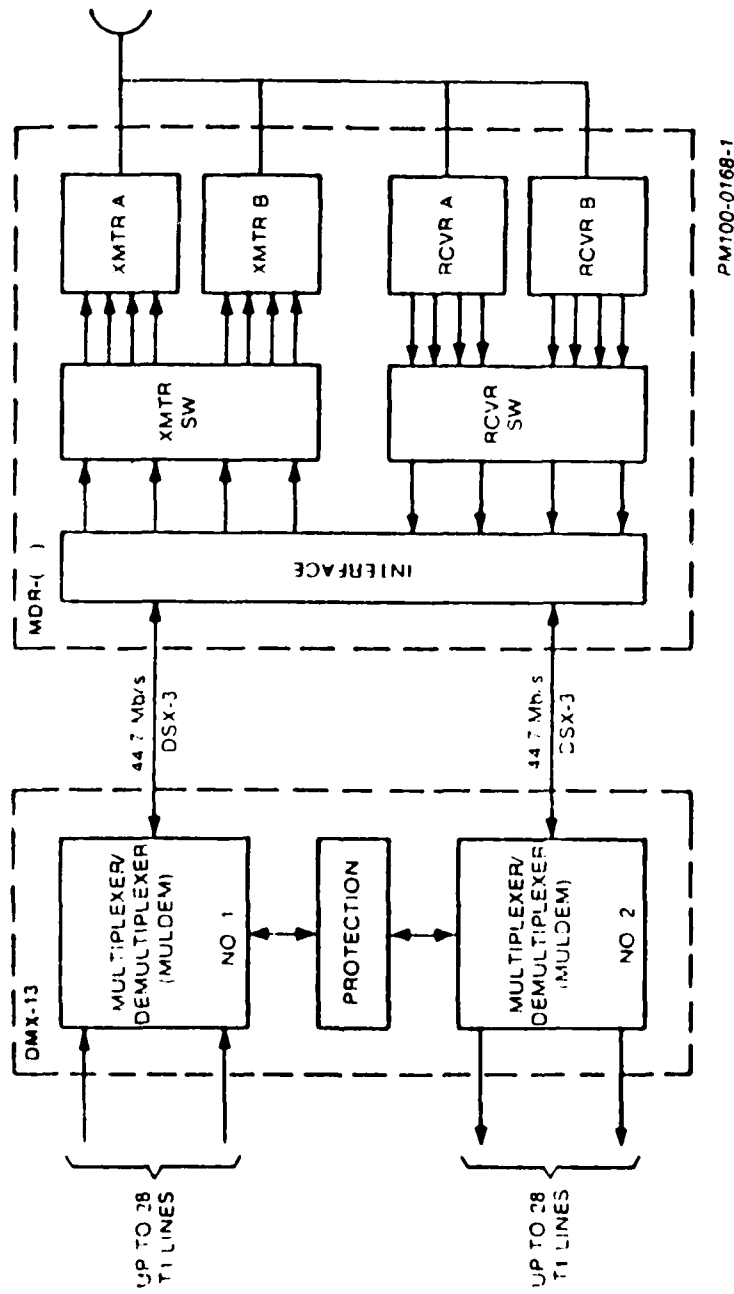 UP TO 28
T1 LINES
UP TO 28
T1 LINES
DMX-13
MULTIPLEXER/
DEMULTIPLEXER
(MULDEM)
NO 1
PROTECTION
MULTIPLEXER/
DEMULTIPLEXER
(MULDEM)
NO 2
44.7 Mb/s
DSX-3
44.7 Mb/s
DSX-3
MDR-( )
INTERFACE
XMTR
SW
RCVR
SW
XMTR A
XMTR B
RCVR A
RCVR B
PM100-0168-1